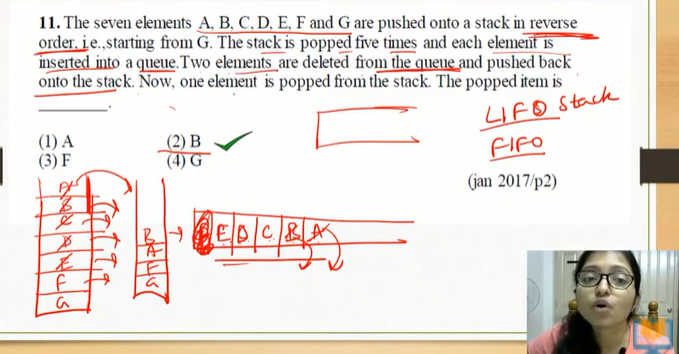 11. The seven elements A, B, C, D, E, F and G are pushed onto a stack in reverse
order, i.e.,starting from G. The stack is popped five times and each element is
inserted into a queue.Two elements are deleted from the queue and pushed back
onto the stack. Now, one element is popped from the stack. The popped item is
__________.
(1) A
(2) B
(3) F
(4) G
LIFO Stack
FIFO
(jan 2017/p2)
A
B
C
D
E
F
G
B
A
F
G
E D C B A